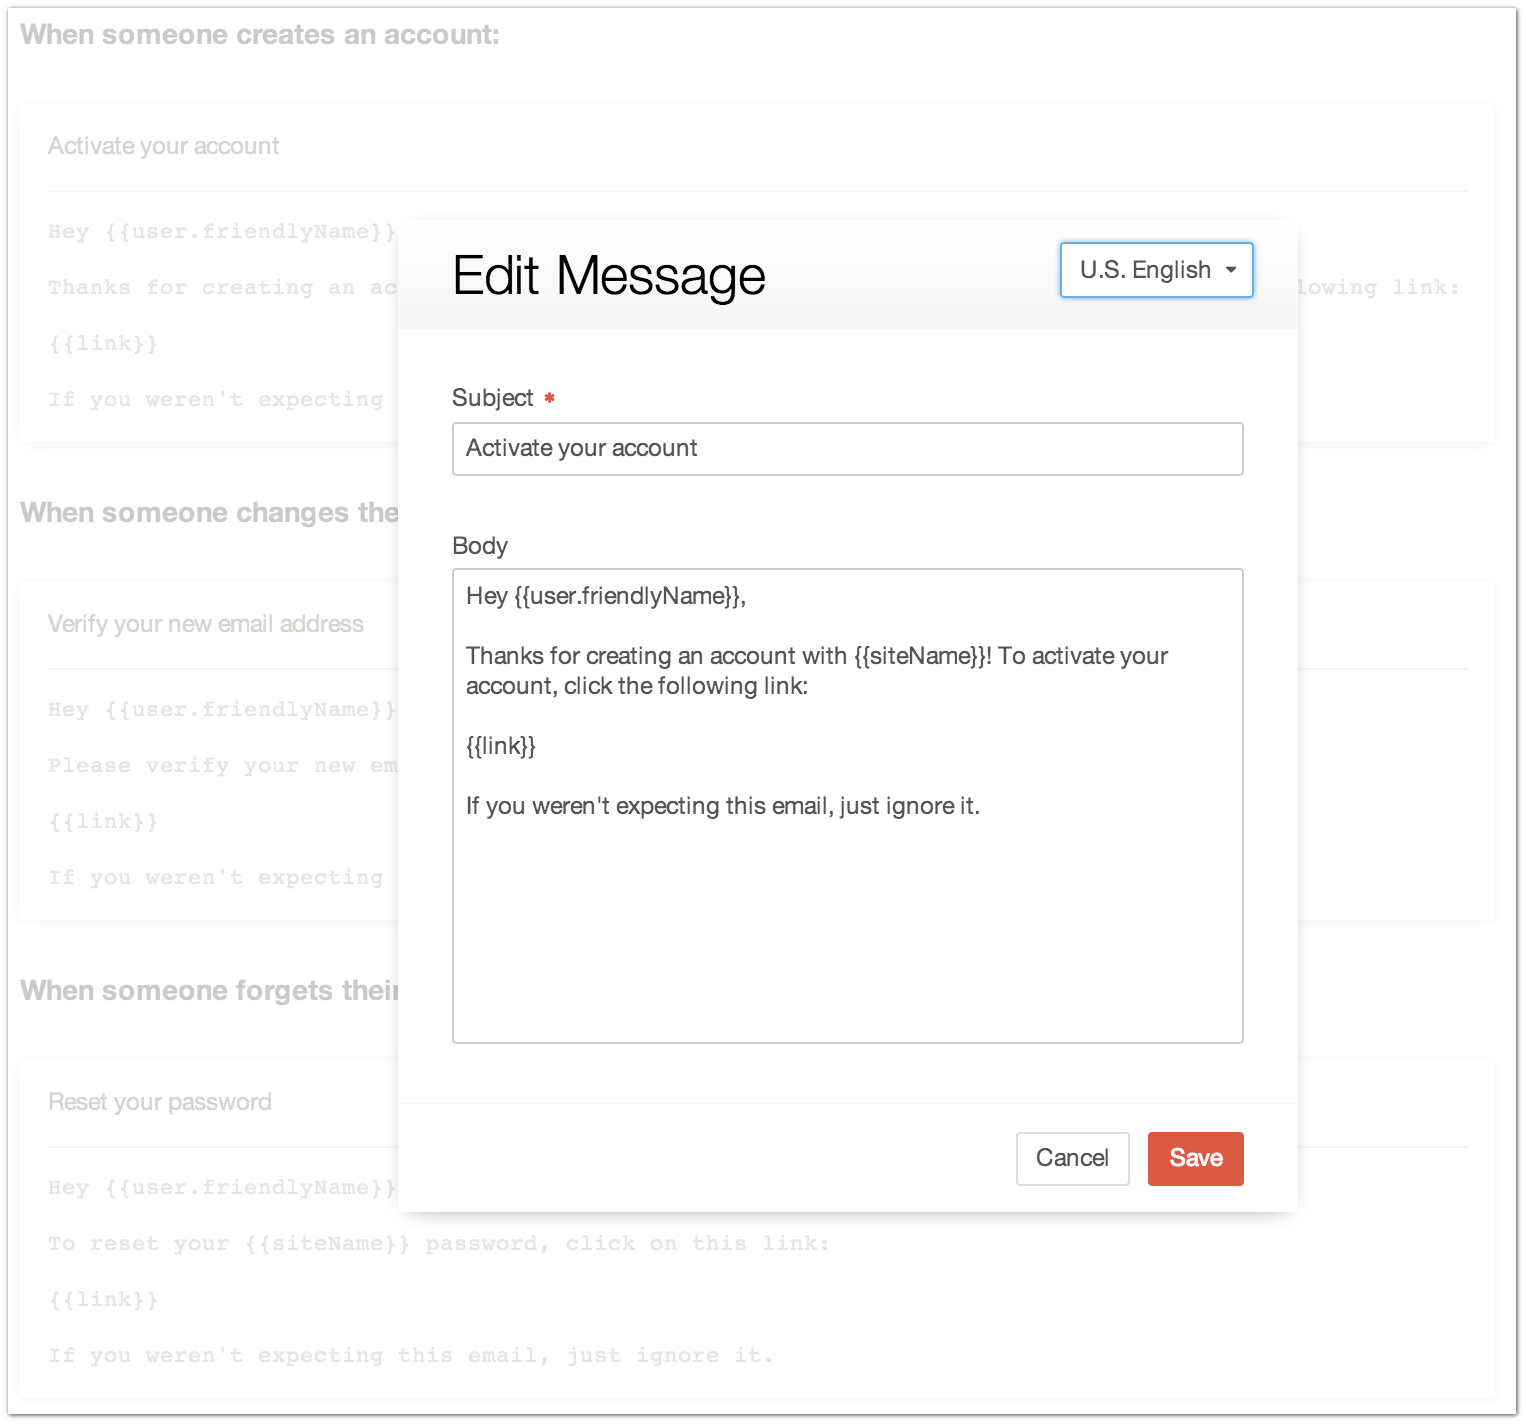 When someone creates an account:
Activate your account
Hey {{user.friendlyName}}
Thanks for creating an ac
lowing link:
{{link}}
If you weren't expecting
When someone changes the
Verify your new email address
Hey {{user.friendlyName}}
Please verify your new em
{{link}}
If you weren't expecting
When someone forgets their
Reset your password
Hey {{user.friendlyName}}
To reset your {{siteName}} password, click on this link:
{{link}}
If you weren't expecting this email, just ignore it.
Edit Message
U.S. English
Subject *
Activate your account
Body
Hey {{user.friendlyName}},
Thanks for creating an account with {{siteName}}! To activate your
account, click the following link:
{{link}}
If you weren't expecting this email, just ignore it.
Cancel
Save